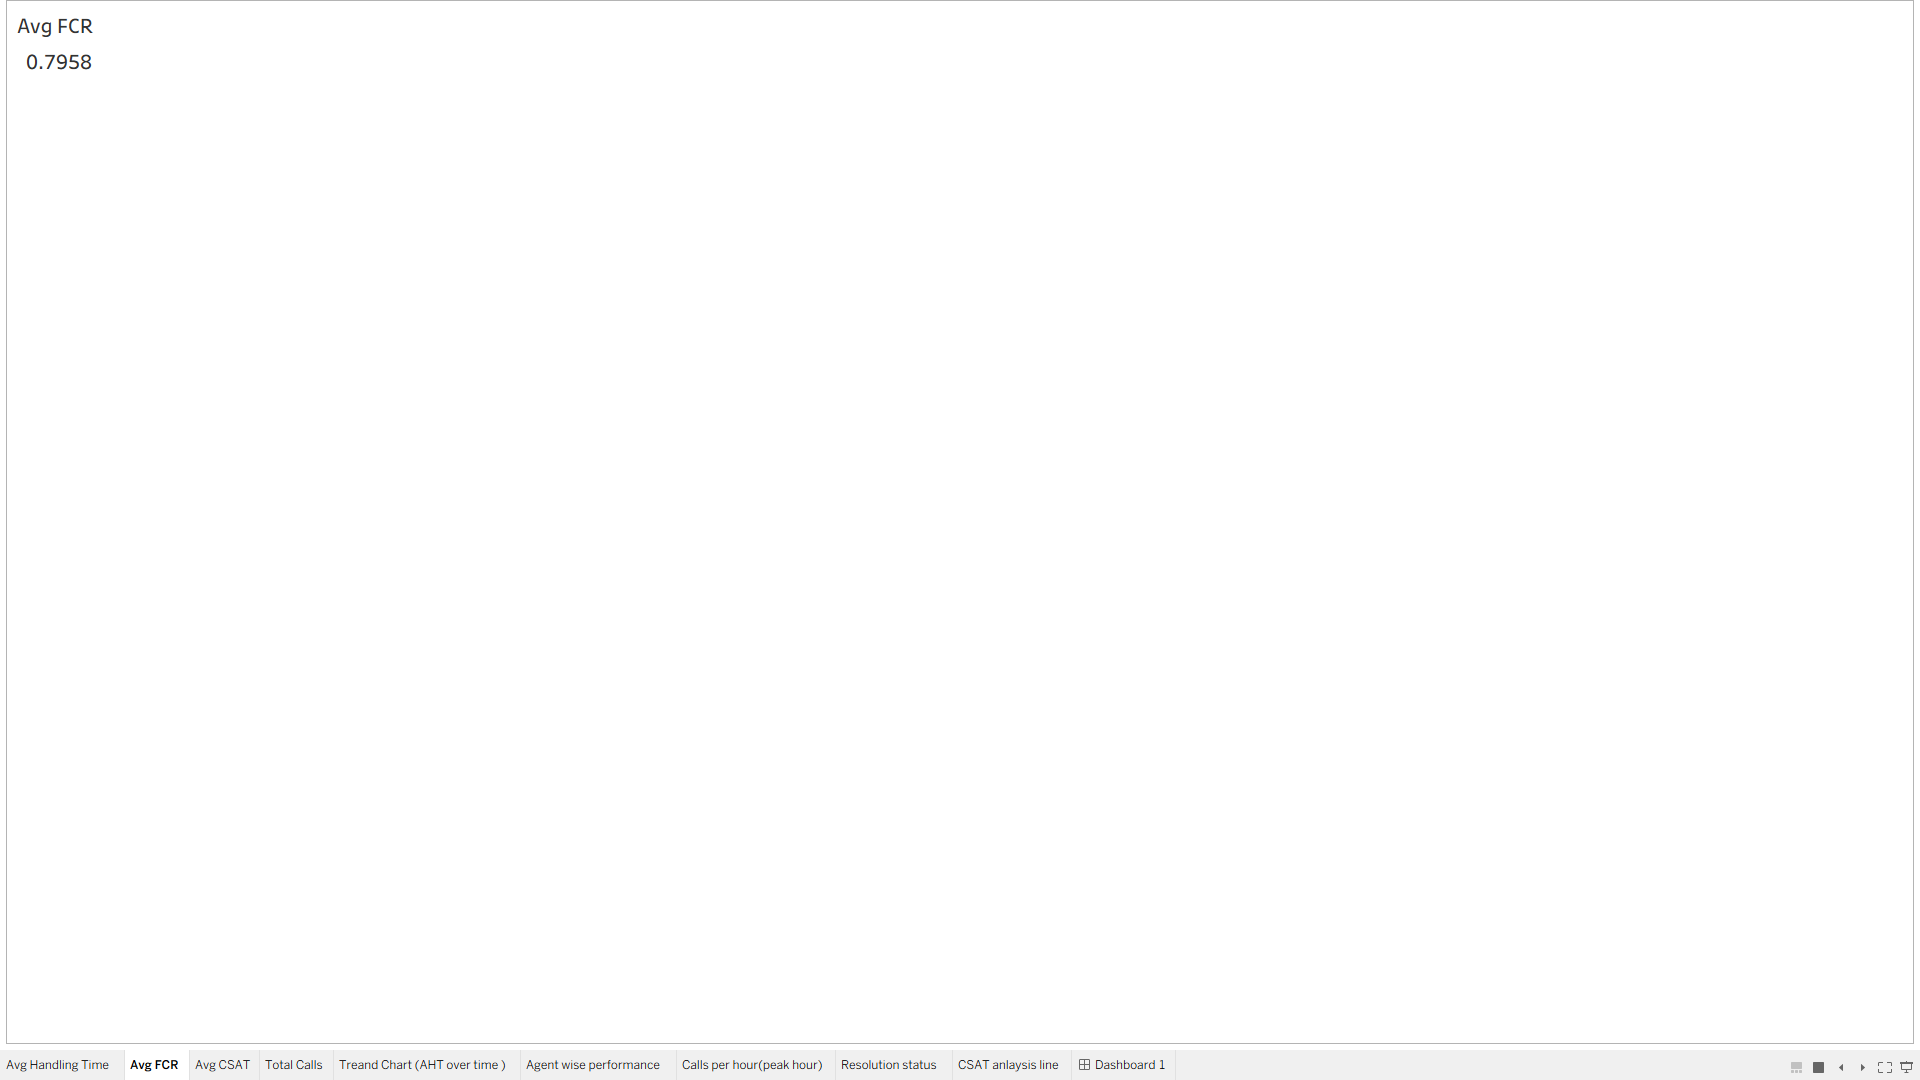 Avg FCR
0.7958
Avg Handling Time Avg FCR Avg CSAT Total Calls Treand Chart (AHT over time ) Agent wise performance Calls per hour(peak hour) Resolution status CSAT anlaysis line Dashboard 1